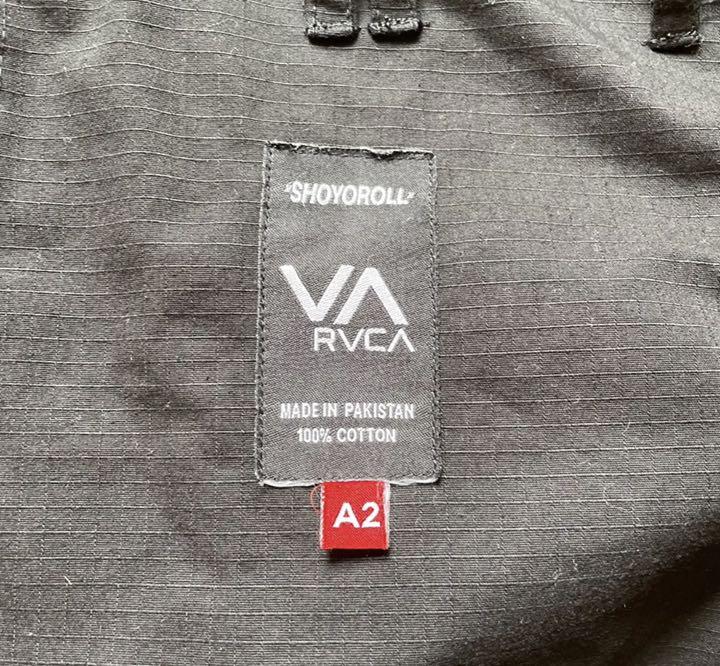 "SHOYOROLL"
VA
RVCA
MADE IN PAKISTAN
100% COTTON
A2